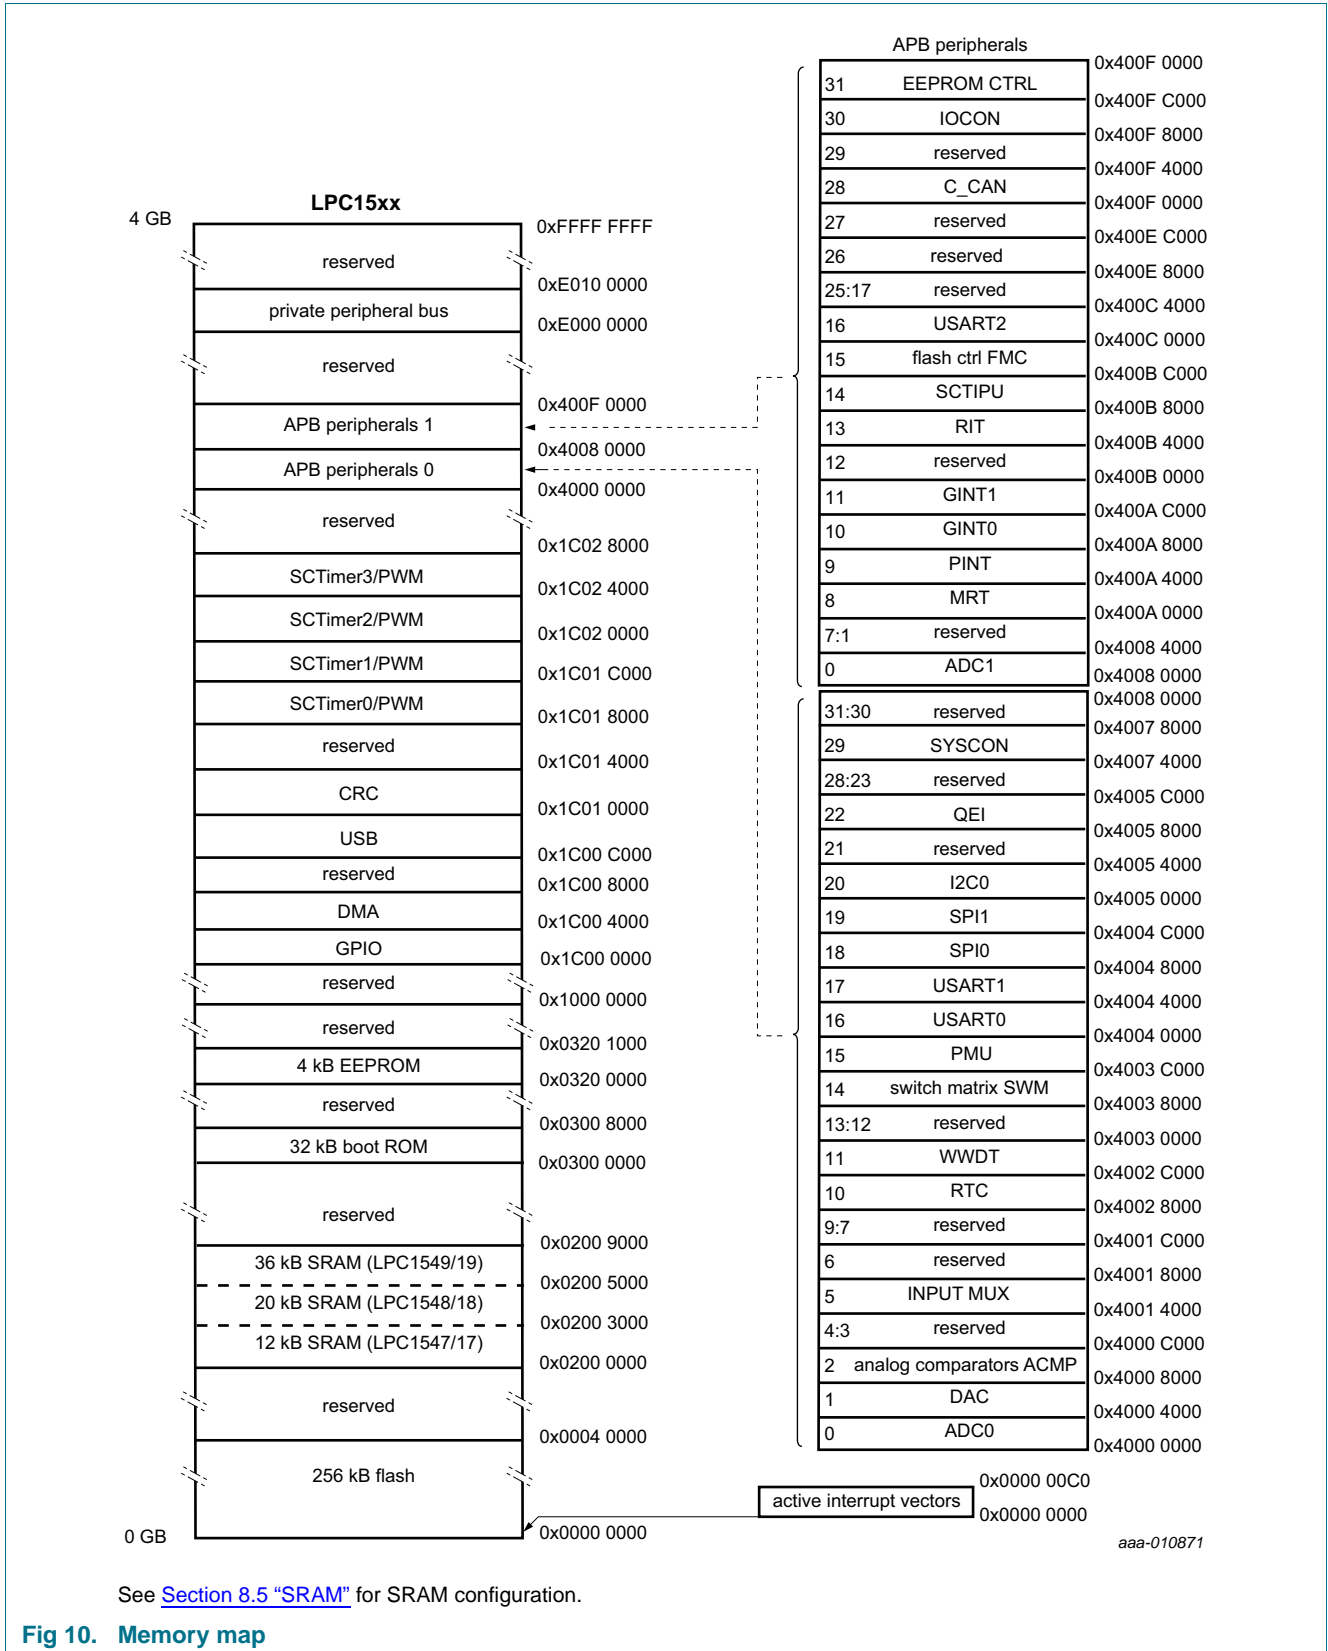 LPC15xx
4 GB
0xFFFF FFFF
reserved
0xE010 0000
private peripheral bus
0xE000 0000
reserved
0x400F 0000
APB peripherals 1
0x4008 0000
APB peripherals 0
0x4000 0000
reserved
0x1C02 8000
SCTimer3/PWM
0x1C02 4000
SCTimer2/PWM
0x1C02 0000
SCTimer1/PWM
0x1C01 C000
SCTimer0/PWM
0x1C01 8000
reserved
0x1C01 4000
CRC
0x1C01 0000
USB
0x1C00 C000
reserved
0x1C00 8000
DMA
0x1C00 4000
GPIO
0x1C00 0000
reserved
0x1000 0000
reserved
0x0320 1000
4 kB EEPROM
0x0320 0000
reserved
0x0300 8000
32 kB boot ROM
0x0300 0000
reserved
0x0200 9000
36 kB SRAM (LPC1549/19)
0x0200 5000
20 kB SRAM (LPC1548/18)
0x0200 3000
12 kB SRAM (LPC1547/17)
0x0200 0000
reserved
0x0004 0000
256 kB flash
0 GB
0x0000 0000
APB peripherals
0x400F 0000
31 EEPROM CTRL
0x400F C000
30 IOCON
0x400F 8000
29 reserved
0x400F 4000
28 C_CAN
0x400F 0000
27 reserved
0x400E C000
26 reserved
0x400E 8000
25:17 reserved
0x400C 4000
16 USART2
0x400C 0000
15 flash ctrl FMC
0x400B C000
14 SCTIPU
0x400B 8000
13 RIT
0x400B 4000
12 reserved
0x400B 0000
11 GINT1
0x400A C000
10 GINT0
0x400A 8000
9 PINT
0x400A 4000
8 MRT
0x400A 0000
7:1 reserved
0x4008 4000
0 ADC1
0x4008 0000
0x4008 0000
31:30 reserved
0x4007 8000
29 SYSCON
0x4007 4000
28:23 reserved
0x4005 C000
22 QEI
0x4005 8000
21 reserved
0x4005 4000
20 I2C0
0x4005 0000
19 SPI1
0x4004 C000
18 SPI0
0x4004 8000
17 USART1
0x4004 4000
16 USART0
0x4004 0000
15 PMU
0x4003 C000
14 switch matrix SWM
0x4003 8000
13:12 reserved
0x4003 0000
11 WWDT
0x4002 C000
10 RTC
0x4002 8000
9:7 reserved
0x4001 C000
6 reserved
0x4001 8000
5 INPUT MUX
0x4001 4000
4:3 reserved
0x4000 C000
2 analog comparators ACMP
0x4000 8000
1 DAC
0x4000 4000
0 ADC0
0x4000 0000
0x0000 00C0
active interrupt vectors
0x0000 0000
aaa-010871
See Section 8.5 “SRAM” for SRAM configuration.
Fig 10. Memory map